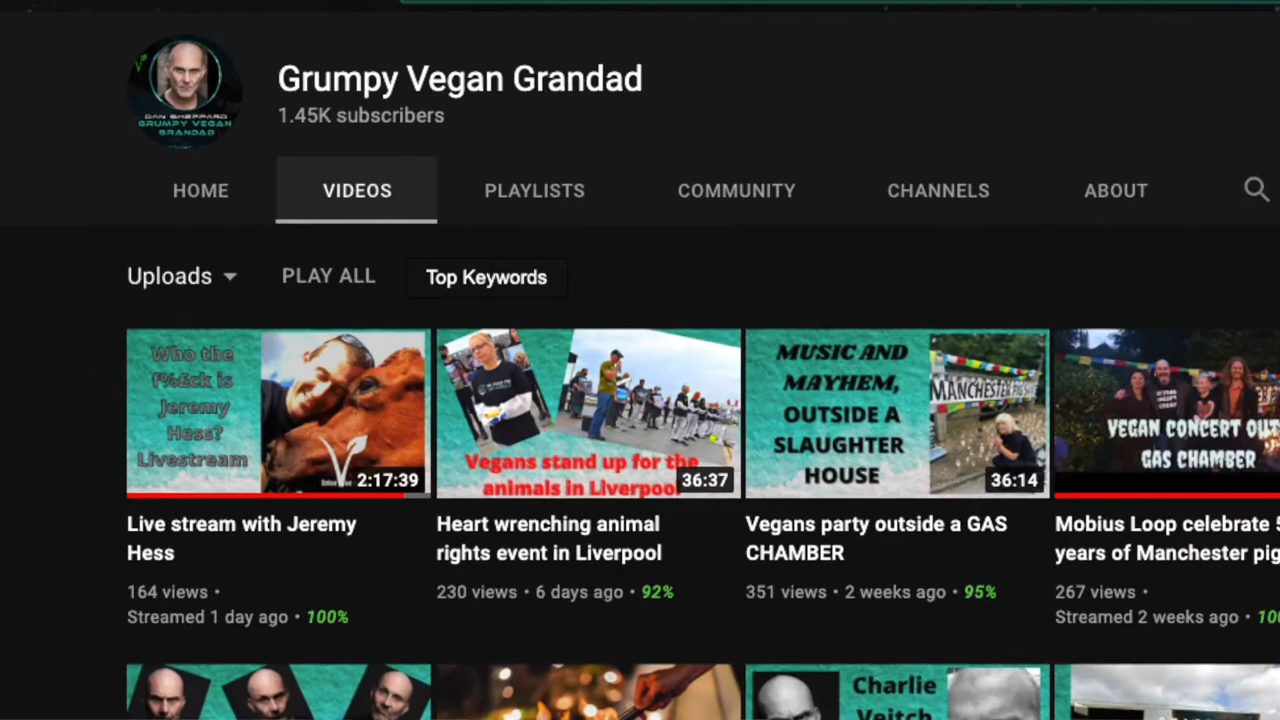 Grumpy Vegan Grandad
1.45K subscribers
DAN SHEPPARD
GRUMPY VEGAN
GRANDAD
HOME VIDEOS PLAYLISTS COMMUNITY CHANNELS ABOUT
Uploads PLAY ALL Top Keywords
Who the
f%£ck is
Jeremy
Hess?
Livestream
2:17:39
Vegans stand up for the
animals in Liverpool
36:37
MUSIC AND
MAYHEM,
OUTSIDE A
SLAUGHTER
HOUSE
MANCHESTER
36:14
VEGAN CONCERT
GAS CHAMBER
Live stream with Jeremy
Hess
164 views •
Streamed 1 day ago • 100%
Heart wrenching animal
rights event in Liverpool
230 views • 6 days ago • 92%
Vegans party outside a GAS
CHAMBER
351 views • 2 weeks ago • 95%
Mobius Loop celebrate
years of Manchester pig
267 views •
Streamed 2 weeks ago •
Charlie
Veitch